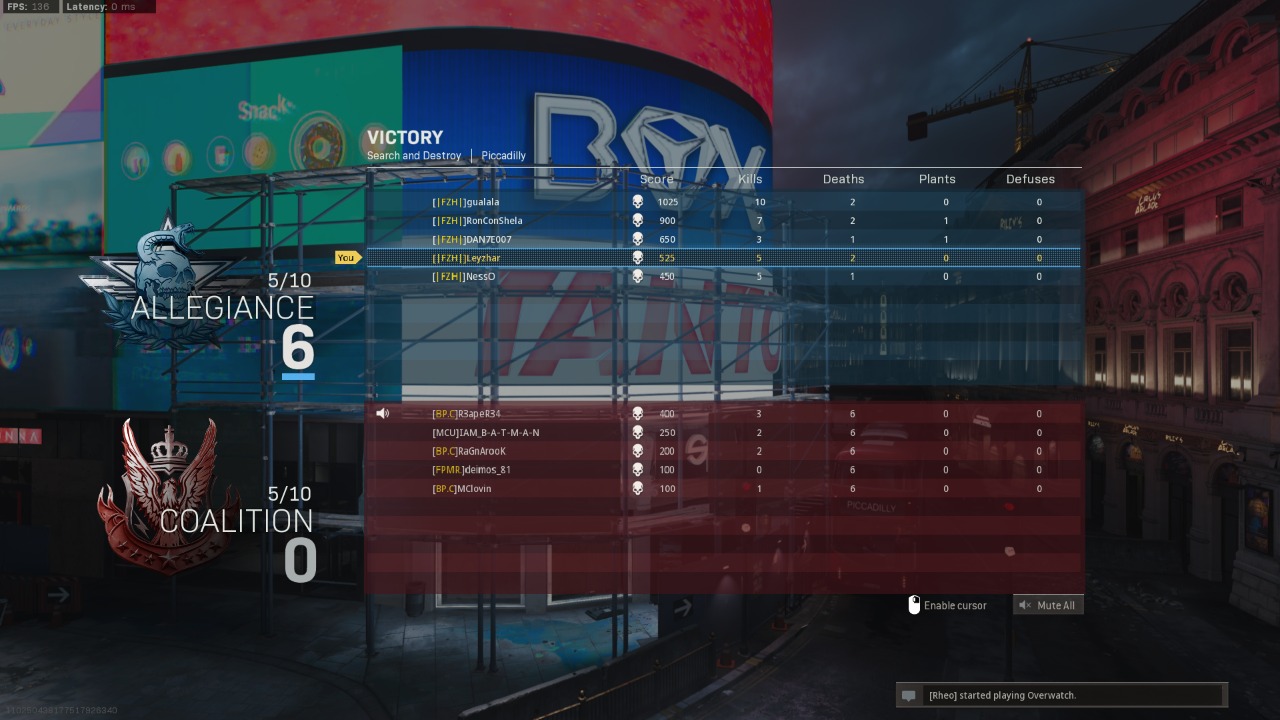 FPS: 136 Latency: 0 ms
Snack
BOX
VICTORY
Search and Destroy | Piccadilly
Score Kills Deaths Plants Defuses
[|FZH|]gualala 1025 10 2 0 0
[|FZH|]RonConShela 900 7 2 1 0
[|FZH|]DAN7E007 650 3 1 1 0
You [|FZH|]Leyzhar 525 5 2 0 0
[|FZH|]NessO 450 5 1 0 0
5/10
ALLEGIANCE
6
[BP.C]R3apeR34 400 3 6 0 0
[MCU]IAM_B-A-T-M-A-N 250 2 6 0 0
[BP.C]RaGnArooK 200 2 6 0 0
[FPMR.]deimos_81 100 0 6 0 0
[BP.C]MClovin 100 1 6 0 0
5/10
COALITION
0
PICCADILLY
Enable cursor Mute All
[Rheo] started playing Overwatch.